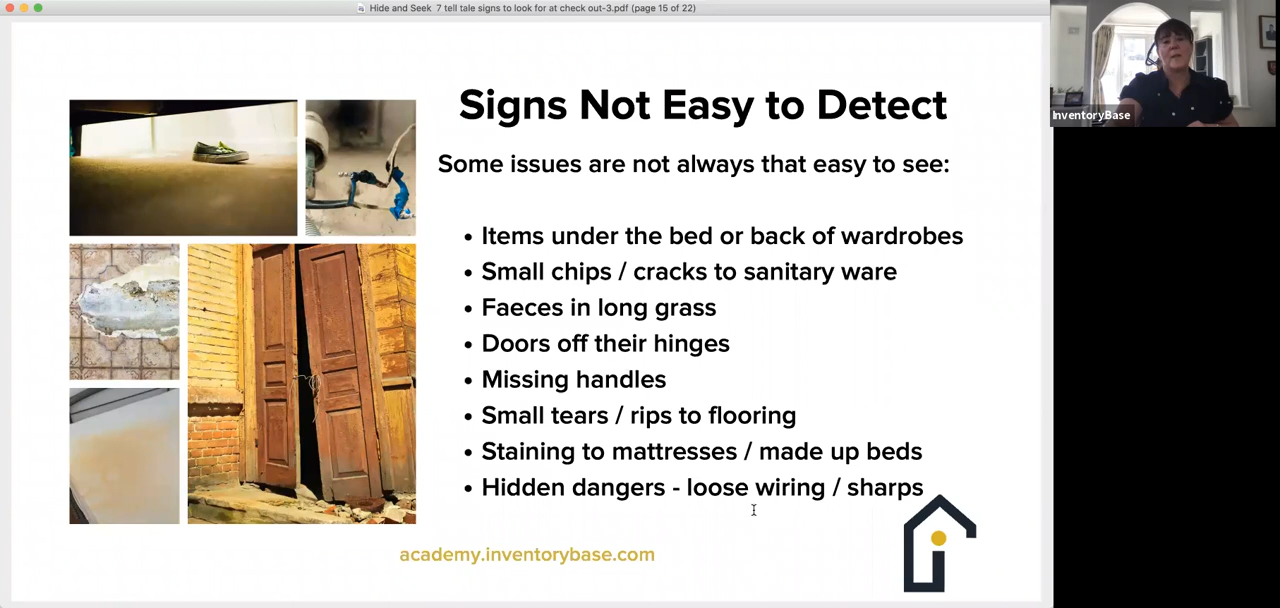 Hide and Seek 7 tell tale signs to look for at check out-3.pdf (page 15 of 22)
InventoryBase
Signs Not Easy to Detect
Some issues are not always that easy to see:
• Items under the bed or back of wardrobes
• Small chips / cracks to sanitary ware
• Faeces in long grass
• Doors off their hinges
• Missing handles
• Small tears / rips to flooring
• Staining to mattresses / made up beds
• Hidden dangers - loose wiring / sharps
academy.inventorybase.com